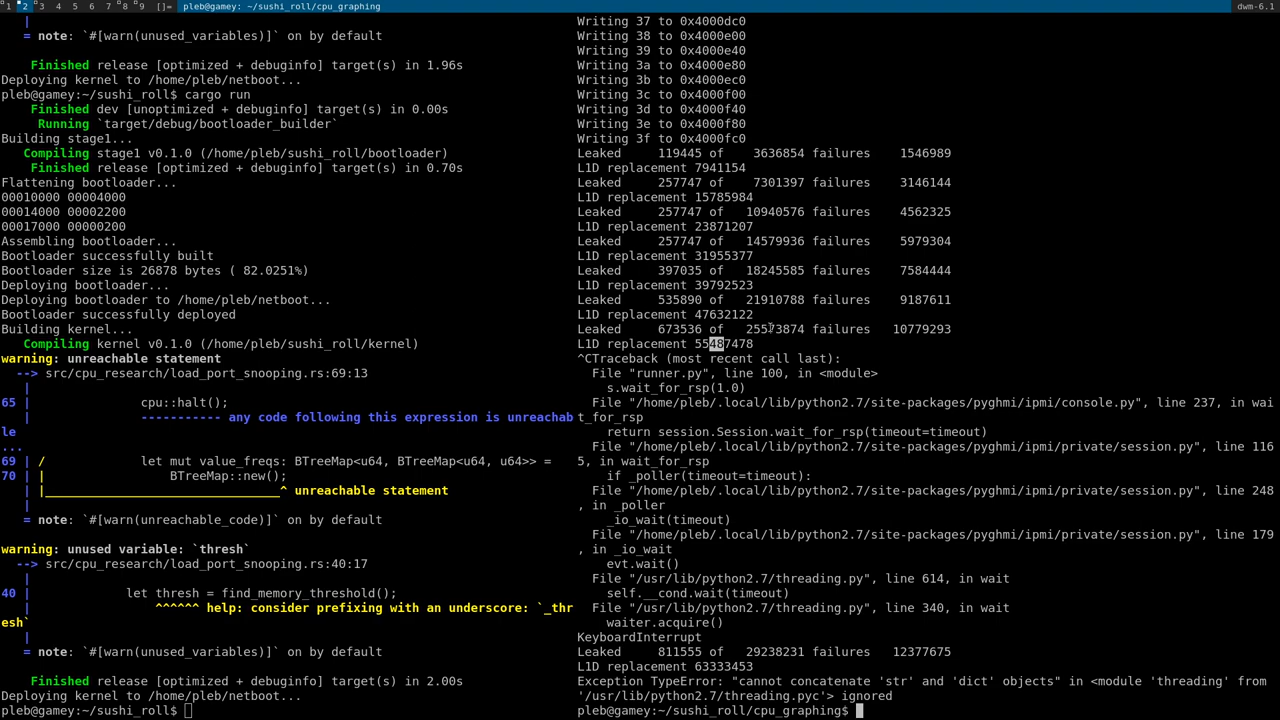 1 2 3 4 5 6 7 8 9 []= pleb@gamey: ~/sushi_roll/cpu_graphing dwm-6.1
|
= note: `#[warn(unused_variables)]` on by default
Finished release [optimized + debuginfo] target(s) in 1.96s
Deploying kernel to /home/pleb/netboot...
pleb@gamey:~/sushi_roll$ cargo run
Finished dev [unoptimized + debuginfo] target(s) in 0.00s
Running `target/debug/bootloader_builder`
Building stage1...
Compiling stage1 v0.1.0 (/home/pleb/sushi_roll/bootloader)
Finished release [optimized + debuginfo] target(s) in 0.70s
Flattening bootloader...
00010000 00004000
00014000 00002200
00017000 00000200
Assembling bootloader...
Bootloader successfully built
Bootloader size is 26878 bytes ( 82.0251%)
Deploying bootloader...
Deploying bootloader to /home/pleb/netboot...
Bootloader successfully deployed
Building kernel...
Compiling kernel v0.1.0 (/home/pleb/sushi_roll/kernel)
warning: unreachable statement
--> src/cpu_research/load_port_snooping.rs:69:13
|
65 | cpu::halt();
| ----------- any code following this expression is unreachab
le
...
69 | / let mut value_freqs: BTreeMap<u64, BTreeMap<u64, u64>> =
70 | | BTreeMap::new();
| |_________________________________^ unreachable statement
|
= note: `#[warn(unreachable_code)]` on by default
warning: unused variable: `thresh`
--> src/cpu_research/load_port_snooping.rs:40:17
|
40 | let thresh = find_memory_threshold();
| ^^^^^^ help: consider prefixing with an underscore: `_thr
esh`
|
= note: `#[warn(unused_variables)]` on by default
Finished release [optimized + debuginfo] target(s) in 2.00s
Deploying kernel to /home/pleb/netboot...
pleb@gamey:~/sushi_roll$
Writing 37 to 0x4000dc0
Writing 38 to 0x4000e00
Writing 39 to 0x4000e40
Writing 3a to 0x4000e80
Writing 3b to 0x4000ec0
Writing 3c to 0x4000f00
Writing 3d to 0x4000f40
Writing 3e to 0x4000f80
Writing 3f to 0x4000fc0
Leaked 119445 of 3636854 failures 1546989
L1D replacement 7941154
Leaked 257747 of 7301397 failures 3146144
L1D replacement 15785984
Leaked 257747 of 10940576 failures 4562325
L1D replacement 23871207
Leaked 257747 of 14579936 failures 5979304
L1D replacement 31955377
Leaked 397035 of 18245585 failures 7584444
L1D replacement 39792523
Leaked 535890 of 21910788 failures 9187611
L1D replacement 47632122
Leaked 673536 of 25573874 failures 10779293
L1D replacement 55487478
^CTraceback (most recent call last):
File "runner.py", line 100, in <module>
s.wait_for_rsp(1.0)
File "/home/pleb/.local/lib/python2.7/site-packages/pyghmi/ipmi/console.py", line 237, in wai
t_for_rsp
return session.Session.wait_for_rsp(timeout=timeout)
File "/home/pleb/.local/lib/python2.7/site-packages/pyghmi/ipmi/private/session.py", line 116
5, in wait_for_rsp
if _poller(timeout=timeout):
File "/home/pleb/.local/lib/python2.7/site-packages/pyghmi/ipmi/private/session.py", line 248
, in _poller
_io_wait(timeout)
File "/home/pleb/.local/lib/python2.7/site-packages/pyghmi/ipmi/private/session.py", line 179
, in _io_wait
evt.wait()
File "/usr/lib/python2.7/threading.py", line 614, in wait
self.__cond.wait(timeout)
File "/usr/lib/python2.7/threading.py", line 340, in wait
waiter.acquire()
KeyboardInterrupt
Leaked 811555 of 29238231 failures 12377675
L1D replacement 63333453
Exception TypeError: "cannot concatenate 'str' and 'dict' objects" in <module 'threading' from
'/usr/lib/python2.7/threading.pyc'> ignored
pleb@gamey:~/sushi_roll/cpu_graphing$